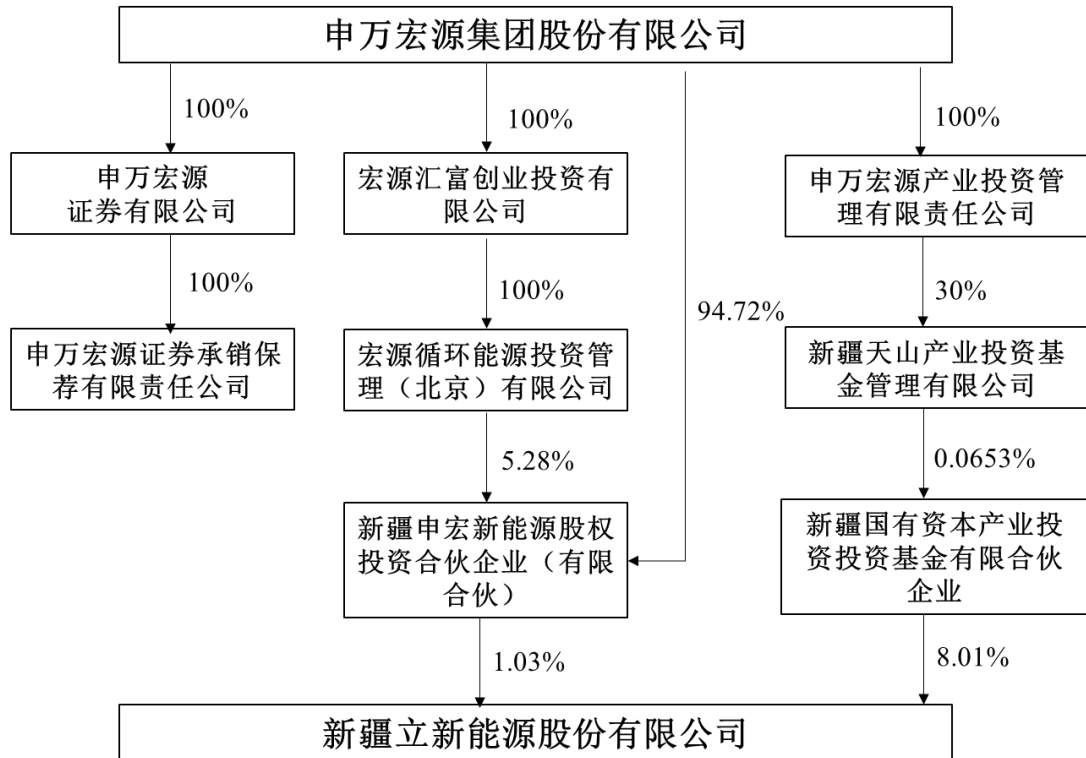 申万宏源集团股份有限公司
100%
100%
100%
申万宏源
证券有限公司
宏源汇富创业投资有
限公司
申万宏源产业投资管
理有限责任公司
100%
100%
94.72%
30%
申万宏源证券承销保
荐有限责任公司
宏源循环能源投资管
理（北京）有限公司
新疆天山产业投资基
金管理有限公司
5.28%
0.0653%
新疆申宏新能源股权
投资合伙企业（有限
合伙）
新疆国有资本产业投
资投资基金有限合伙
企业
1.03%
8.01%
新疆立新能源股份有限公司